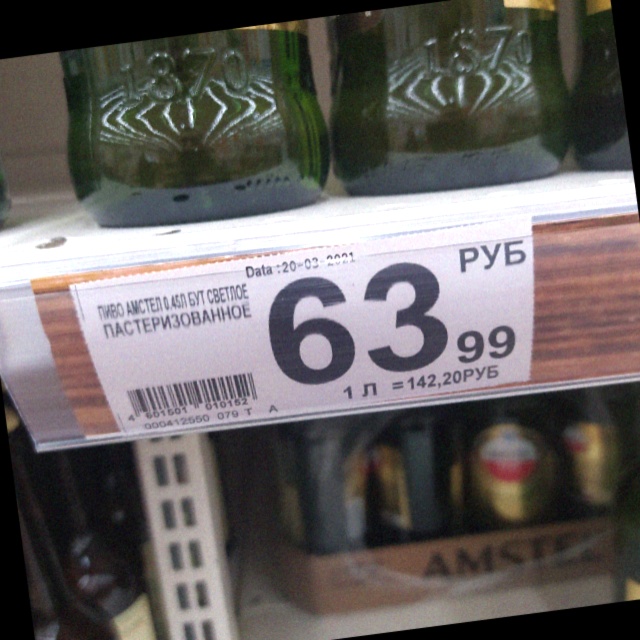 1870
1870
Data :20-03-2021
ПИВО АМСТЕЛ 0.45Л БУТ СВЕТЛОЕ
ПАСТЕРИЗОВАННОЕ
63 99 РУБ
1 Л =142,20РУБ
4 601501 010162
000412550 079 T A
AMSTEL